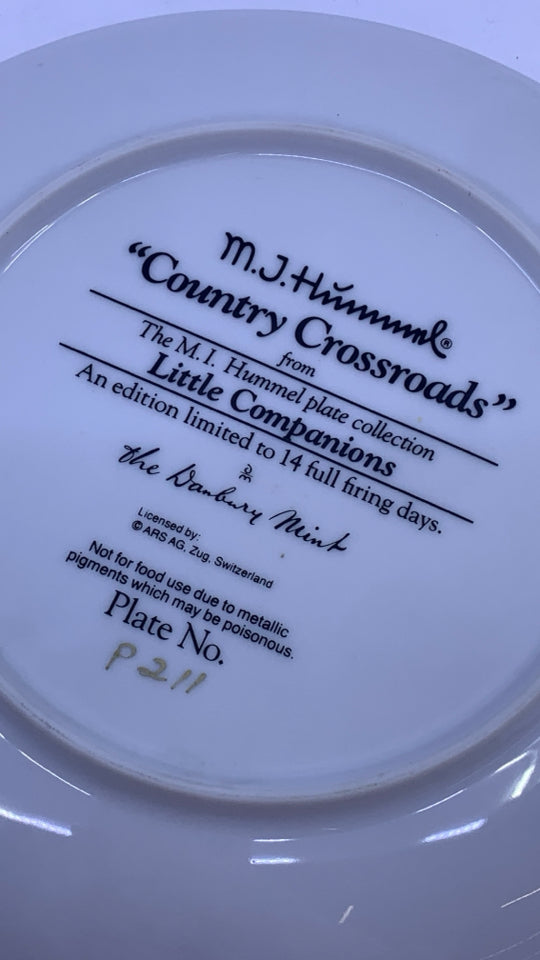 M.J. Hummel®
“Country Crossroads”
from
The M. I. Hummel plate collection
Little Companions
An edition limited to 14 full firing days.
The Danbury Mint
Licensed by:
© ARS AG, Zug, Switzerland
Not for food use due to metallic
pigments which may be poisonous.
Plate No.
P211